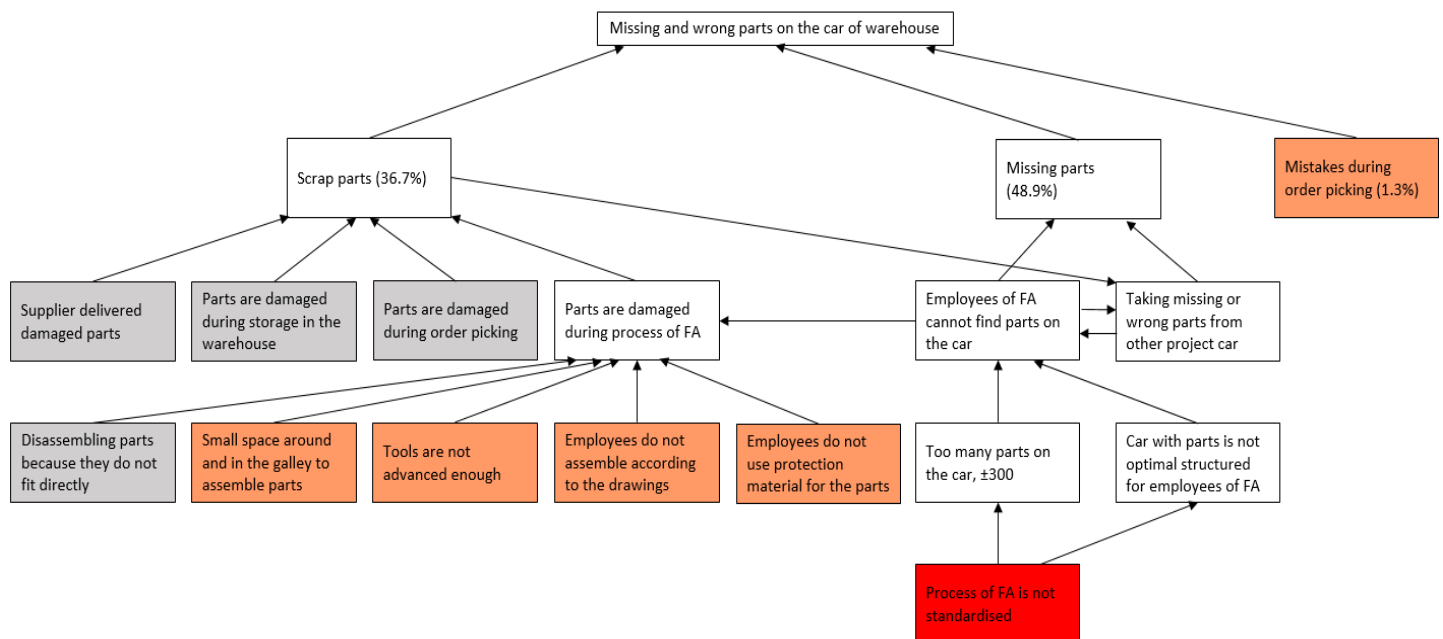 Missing and wrong parts on the car of warehouse
Scrap parts (36.7%)
Missing parts
(48.9%)
Mistakes during
order picking (1.3%)
Supplier delivered
damaged parts
Parts are damaged
during storage in the
warehouse
Parts are damaged
during order picking
Parts are damaged
during process of FA
Employees of FA
cannot find parts on
the car
Taking missing or
wrong parts from
other project car
Disassembling parts
because they do not
fit directly
Small space around
and in the galley to
assemble parts
Tools are not
advanced enough
Employees do not
assemble according
to the drawings
Employees do not
use protection
material for the parts
Too many parts on
the car, ±300
Car with parts is not
optimal structured
for employees of FA
Process of FA is not
standardised